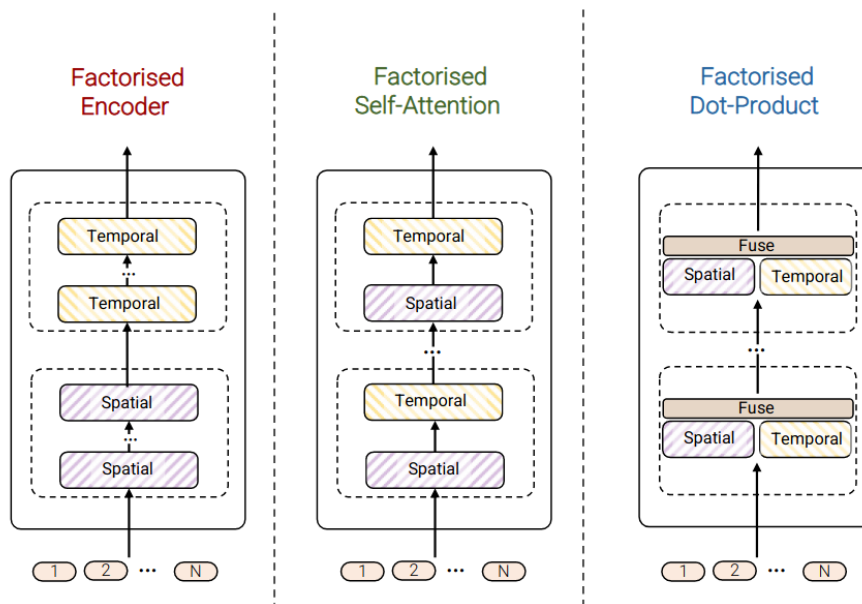 Factorised
Encoder
Temporal
...
Temporal
Spatial
...
Spatial
1 2 ... N
Factorised
Self-Attention
Temporal
Spatial
...
Temporal
Spatial
1 2 ... N
Factorised
Dot-Product
Fuse
Spatial Temporal
...
Fuse
Spatial Temporal
1 2 ... N